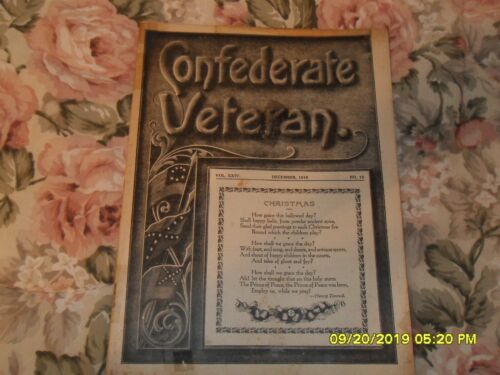 Confederate
Veteran.
VOL. XXIV. DECEMBER, 1916 NO. 12
CHRISTMAS
How grace this hallowed day?
Shall happy bells, from yonder ancient spire,
Send their glad greetings to each Christmas fire
Round which the children play?
How shall we grace the day?
With feast, and song, and dance, and antique sports,
And shout of happy children in the courts,
And tales of ghost and fay?
How shall we grace the day?
Ah! let the thought that on this holy morn
The Prince of Peace, the Prince of Peace was born,
Employ us, while we pray!
—Henry Timrod.
09/20/2019 05:20 PM